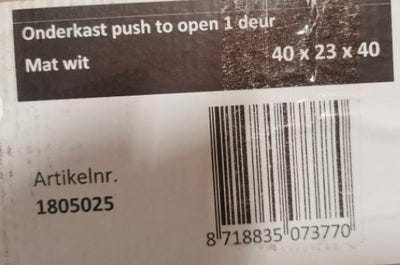 Onderkast push to open 1 deur
Mat wit 40 x 23 x 40
Artikelnr.
1805025
8 718835 073770